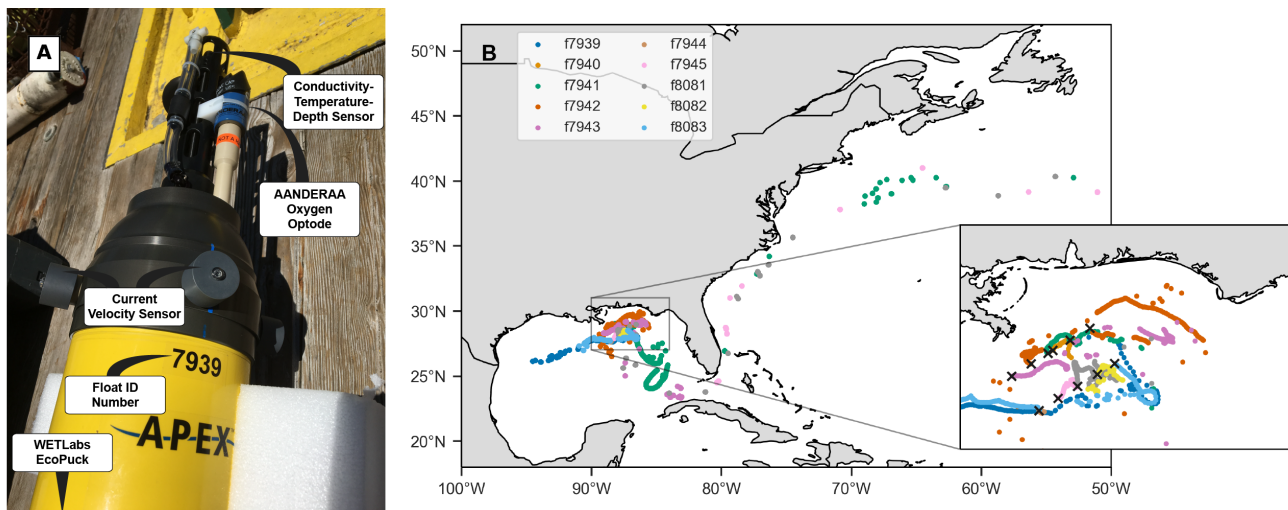 A
Conductivity-
Temperature-
Depth Sensor
AANDERAA
Oxygen
Optode
Current
Velocity Sensor
7939
Float ID
Number
APEX
WETLabs
EcoPuck
B
f7939
f7940
f7941
f7942
f7943
f7944
f7945
f8081
f8082
f8083
50°N
45°N
40°N
35°N
30°N
25°N
20°N
100°W
90°W
80°W
70°W
60°W
50°W